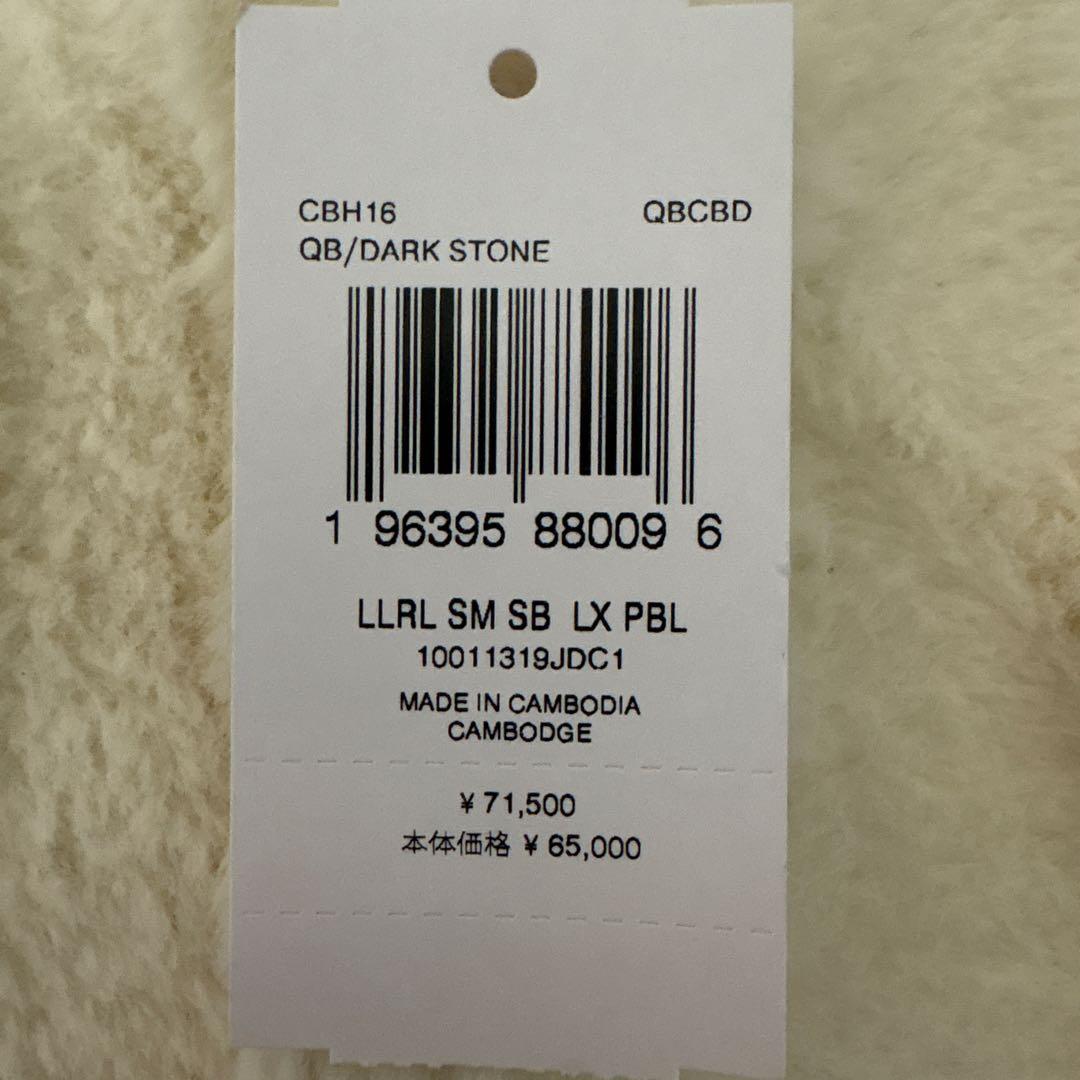 CBH16 QBCBD
QB/DARK STONE
1 96395 88009 6
LLRL SM SB LX PBL
10011319JDC1
MADE IN CAMBODIA
CAMBODGE
¥ 71,500
本体価格 ¥ 65,000